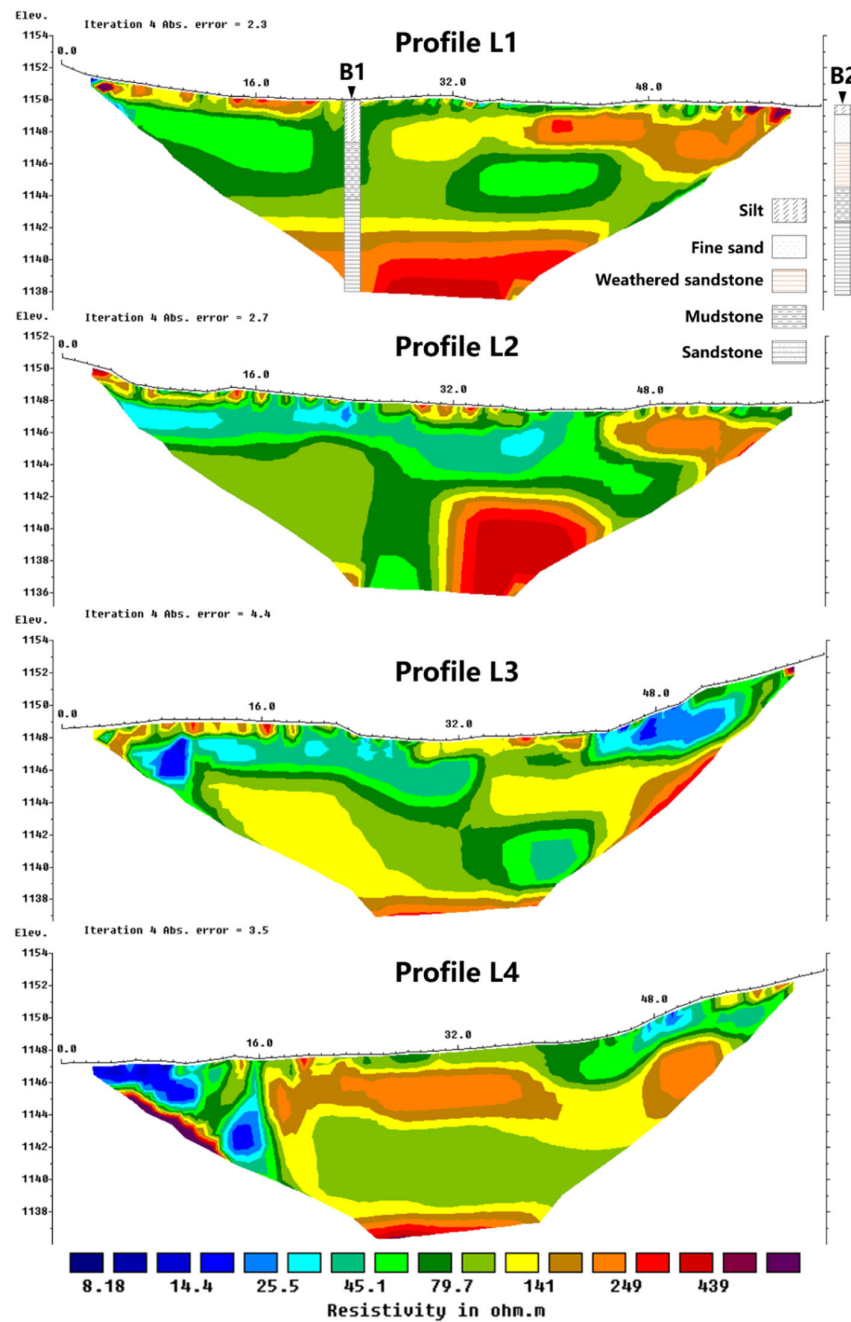 Elev.
Iteration 4 Abs. error = 2.3
1154
Profile L1
0.0
B1
B2
1152
16.0
32.0
48.0
1150
1148
1146
1144
Silt
1142
Fine sand
1140
Weathered sandstone
1138
Mudstone
Elev.
Iteration 4 Abs. error = 2.7
1152
Profile L2
Sandstone
0.0
1150
16.0
32.0
48.0
1148
1146
1144
1142
1140
1138
1136
Elev.
Iteration 4 Abs. error = 4.4
1154
Profile L3
1152
48.0
1150
0.0
16.0
32.0
1148
1146
1144
1142
1140
1138
Elev.
Iteration 4 Abs. error = 3.5
1154
Profile L4
1152
48.0
1150
0.0
16.0
32.0
1148
1146
1144
1142
1140
1138
8.18 14.4 25.5 45.1 79.7 141 249 439
Resistivity in ohm.m